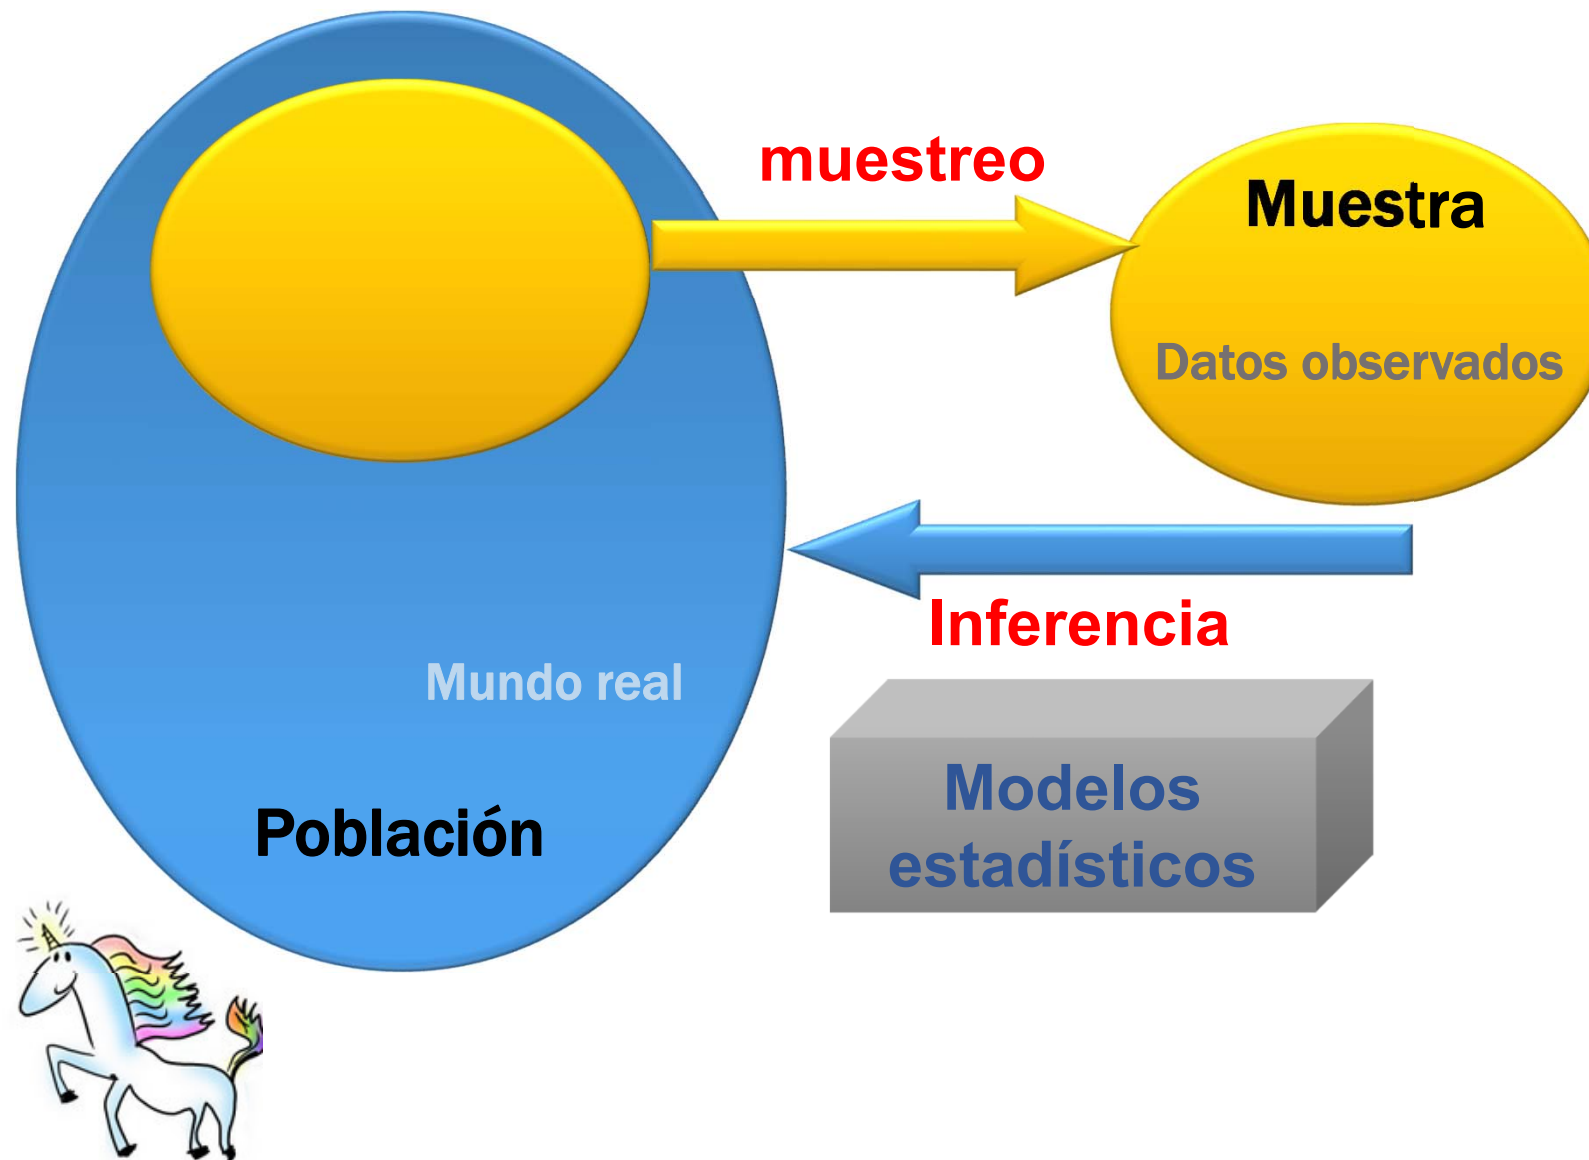 muestreo
Muestra
Datos observados
Inferencia
Mundo real
Modelos
estadísticos
Población